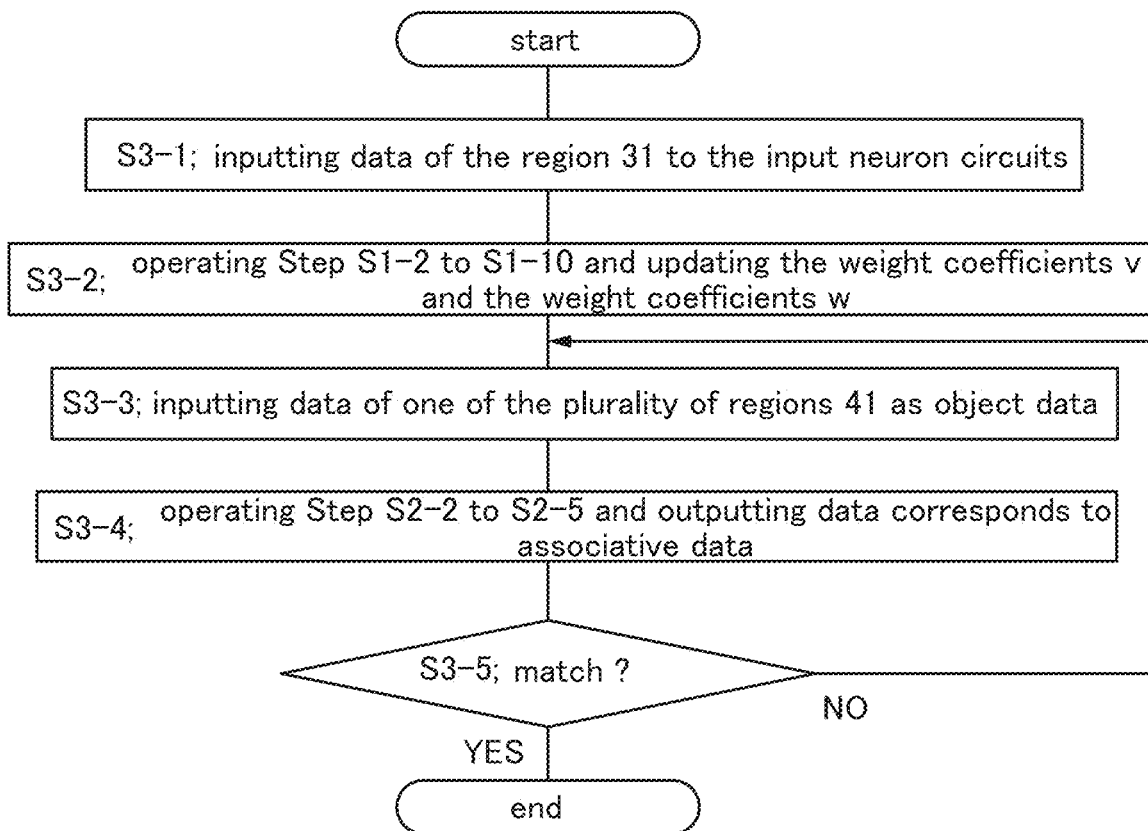 start
S3-1; inputting data of the region 31 to the input neuron circuits
S3-2; operating Step S1-2 to S1-10 and updating the weight coefficients v
and the weight coefficients w
S3-3; inputting data of one of the plurality of regions 41 as object data
S3-4; operating Step S2-2 to S2-5 and outputting data corresponds to
associative data
S3-5; match ?
NO
YES
end